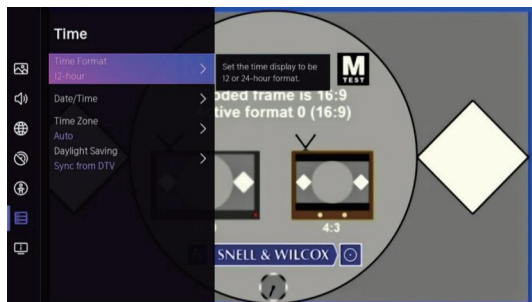 Time
Time Format
12-hour
Set the time display to be
12 or 24-hour format.
Date/Time
Time Zone
Auto
Daylight Saving
Sync from DTV
M
TEST
frame is 16:9
format 0 (16:9)
4:3
SNELL & WILCOX